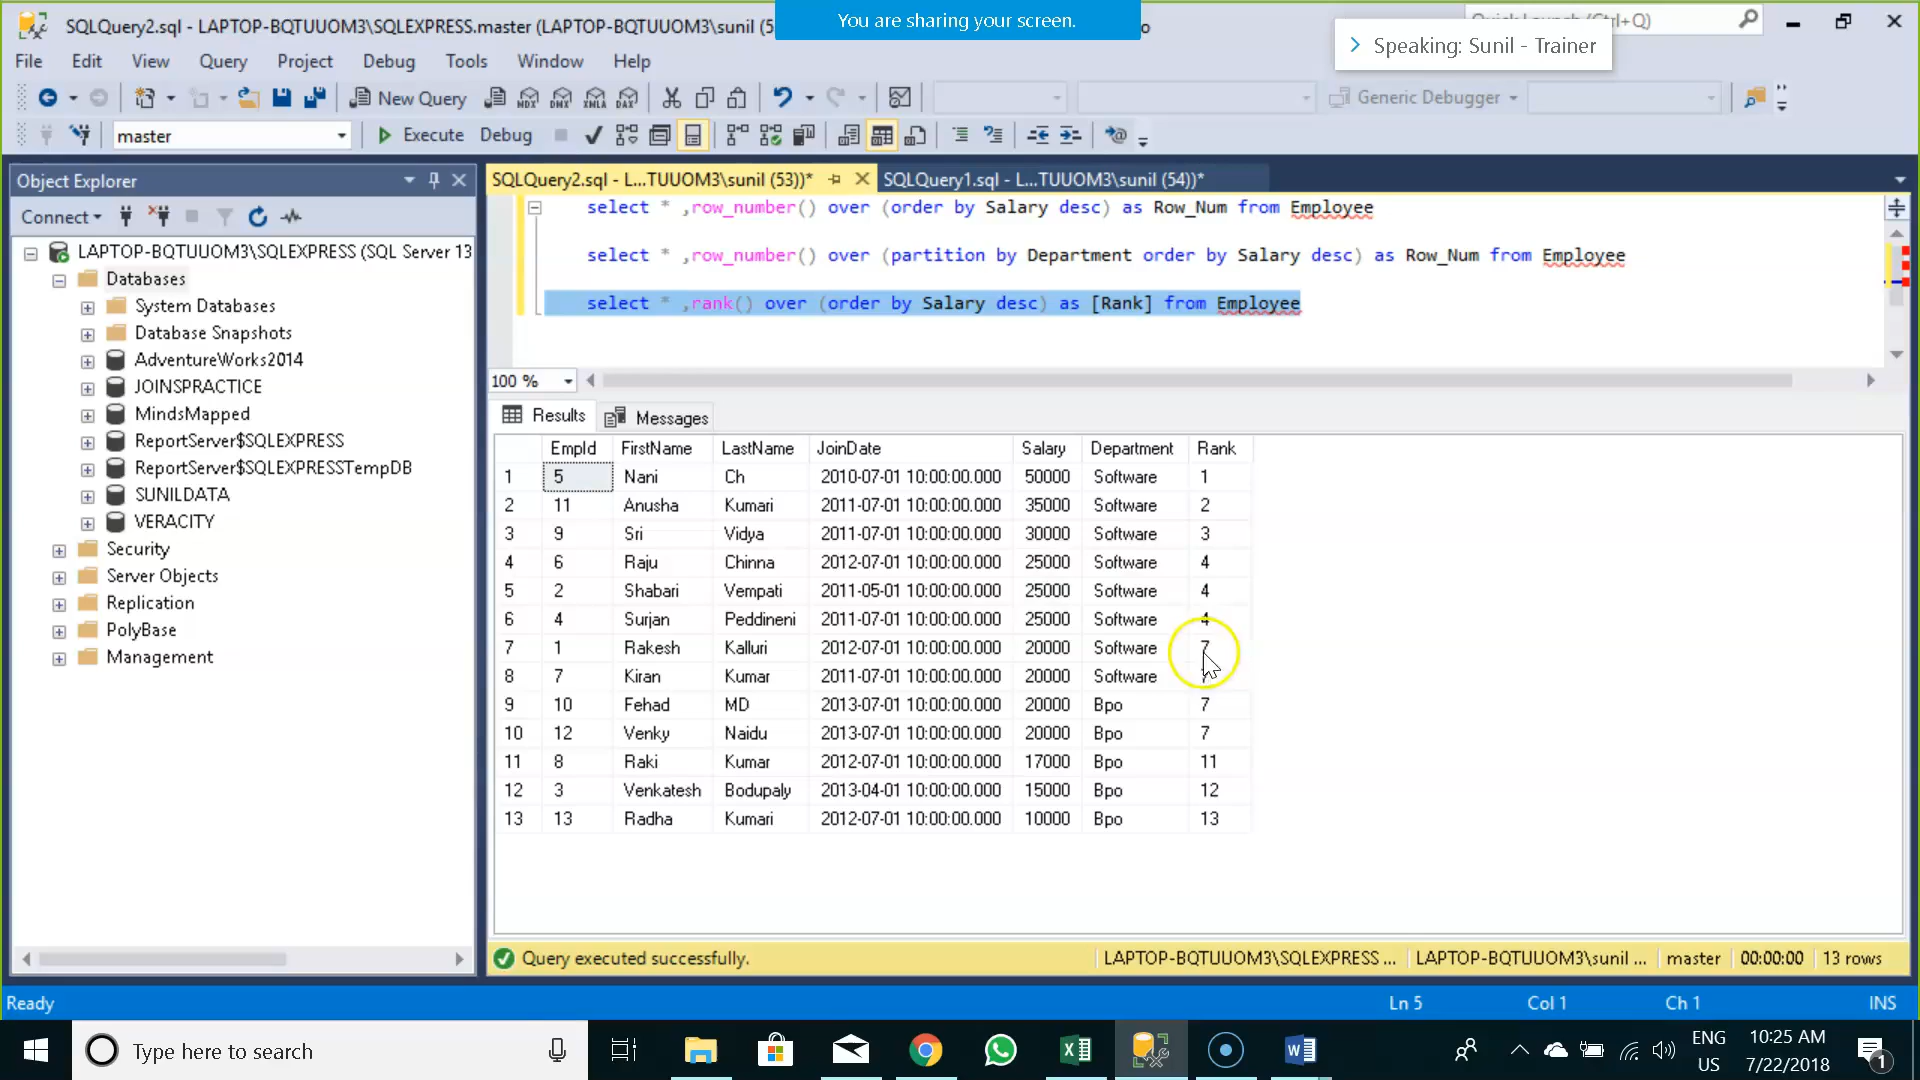 SQLQuery2.sql - LAPTOP-BQTUUOM3\SQLEXPRESS.master (LAPTOP-BQTUUOM3\sunil (5
You are sharing your screen.
Speaking: Sunil - Trainer
File Edit View Query Project Debug Tools Window Help
New Query
Generic Debugger
master
Execute Debug
Object Explorer
SQLQuery2.sql - L...TUUOM3\sunil (53))* SQLQuery1.sql - L...TUUOM3\sunil (54))*
Connect
LAPTOP-BQTUUOM3\SQLEXPRESS (SQL Server 13
Databases
System Databases
Database Snapshots
AdventureWorks2014
JOINSPRACTICE
MindsMapped
ReportServer$SQLEXPRESS
ReportServer$SQLEXPRESSTempDB
SUNILDATA
VERACITY
Security
Server Objects
Replication
PolyBase
Management
select * ,row_number() over (order by Salary desc) as Row_Num from Employee
select * ,row_number() over (partition by Department order by Salary desc) as Row_Num from Employee
select * ,rank() over (order by Salary desc) as [Rank] from Employee
100 %
Results Messages
EmpId FirstName LastName JoinDate Salary Department Rank
1 5 Nani Ch 2010-07-01 10:00:00.000 50000 Software 1
2 11 Anusha Kumari 2011-07-01 10:00:00.000 35000 Software 2
3 9 Sri Vidya 2011-07-01 10:00:00.000 30000 Software 3
4 6 Raju Chinna 2012-07-01 10:00:00.000 25000 Software 4
5 2 Shabari Vempati 2011-05-01 10:00:00.000 25000 Software 4
6 4 Surjan Peddineni 2011-07-01 10:00:00.000 25000 Software 4
7 1 Rakesh Kalluri 2012-07-01 10:00:00.000 20000 Software 7
8 7 Kiran Kumar 2011-07-01 10:00:00.000 20000 Software
9 10 Fehad MD 2013-07-01 10:00:00.000 20000 Bpo 7
10 12 Venky Naidu 2013-07-01 10:00:00.000 20000 Bpo 7
11 8 Raki Kumar 2012-07-01 10:00:00.000 17000 Bpo 11
12 3 Venkatesh Bodupaly 2013-04-01 10:00:00.000 15000 Bpo 12
13 13 Radha Kumari 2012-07-01 10:00:00.000 10000 Bpo 13
Query executed successfully. LAPTOP-BQTUUOM3\SQLEXPRESS ... LAPTOP-BQTUUOM3\sunil ... master 00:00:00 13 rows
Ready Ln 5 Col 1 Ch 1 INS
Type here to search
ENG
US
10:25 AM
7/22/2018
1